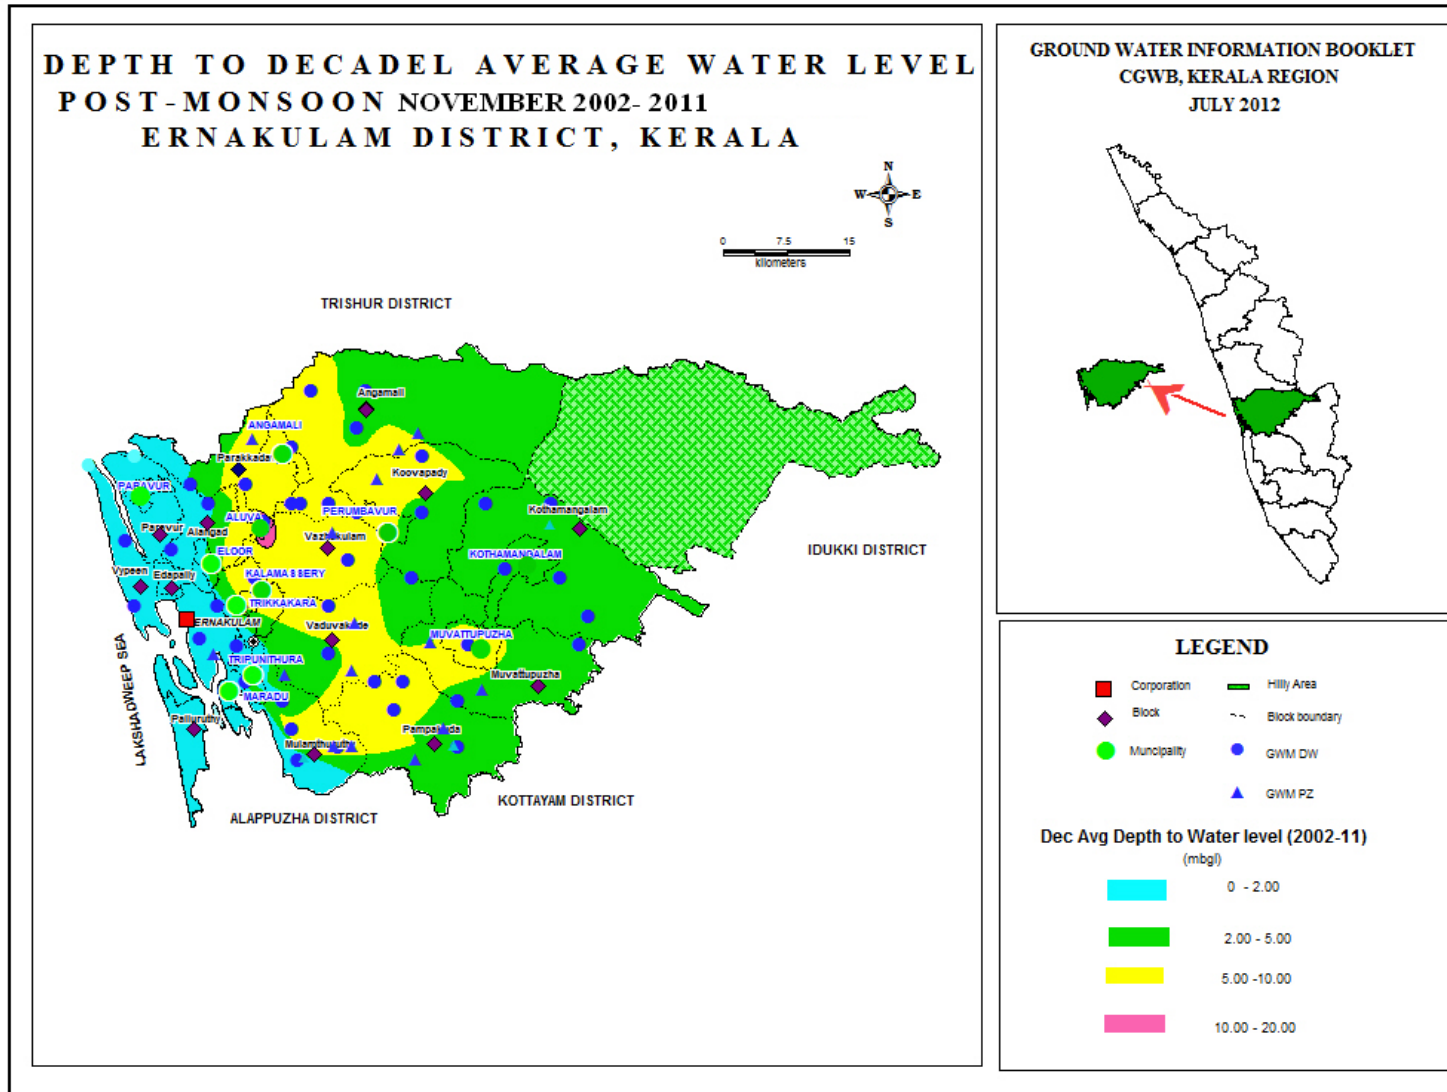 DEPTH TO DECADEL AVERAGE WATER LEVEL
POST-MONSOON NOVEMBER 2002- 2011
ERNAKULAM DISTRICT, KERALA
N
W E
S
0 7.5 15
kilometers
TRISHUR DISTRICT
Angamali
ANGAMALI
Parakkada
Koovapady
PARAVUR
PERUMBAVUR
Kothamangalam
ALUVA
Paravur
Alangad
Vazhakulam
IDUKKI DISTRICT
ELOOR
KOTHAMANGALAM
KALAMASSERY
Vypeen
Edapally
TRIKKAKARA
ERNAKULAM
Vaduvakode
MUVATTUPUZHA
TRIPUNITHURA
Muvattupuzha
MARADU
LAKSHADWEEP SEA
Palluruthy
Pampakuda
Mulamthuruthy
KOTTAYAM DISTRICT
ALAPPUZHA DISTRICT
GROUND WATER INFORMATION BOOKLET
CGWB, KERALA REGION
JULY 2012
LEGEND
Corporation
Hilly Area
Block
Block boundary
Muncipality
GWM DW
GWM PZ
Dec Avg Depth to Water level (2002-11)
(mbgl)
0 - 2.00
2.00 - 5.00
5.00 -10.00
10.00 - 20.00